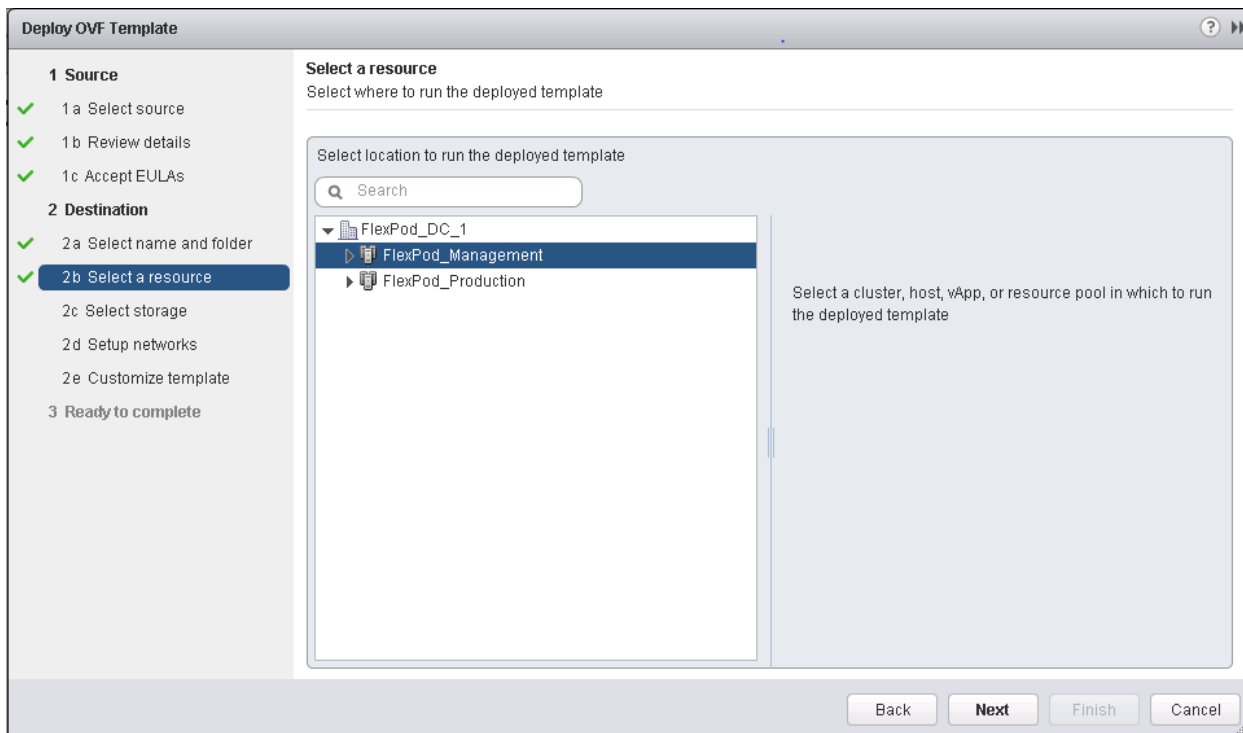 Deploy OVF Template
?
1 Source
1a Select source
1b Review details
1c Accept EULAs
2 Destination
2a Select name and folder
2b Select a resource
2c Select storage
2d Setup networks
2e Customize template
3 Ready to complete
Select a resource
Select where to run the deployed template
Select location to run the deployed template
Search
FlexPod_DC_1
FlexPod_Management
FlexPod_Production
Select a cluster, host, vApp, or resource pool in which to run
the deployed template
Back Next Finish Cancel